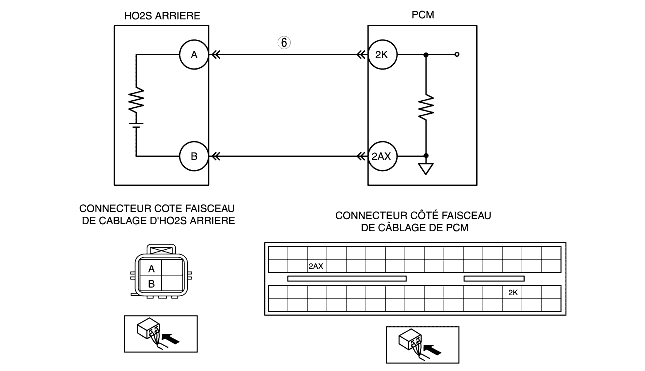 HO2S ARRIERE
PCM
6
A
2K
B
2AX
CONNECTEUR COTE FAISCEAU
DE CABLAGE D'HO2S ARRIERE
CONNECTEUR CÔTÉ FAISCEAU
DE CÂBLAGE DE PCM
A
B
2AX
2K